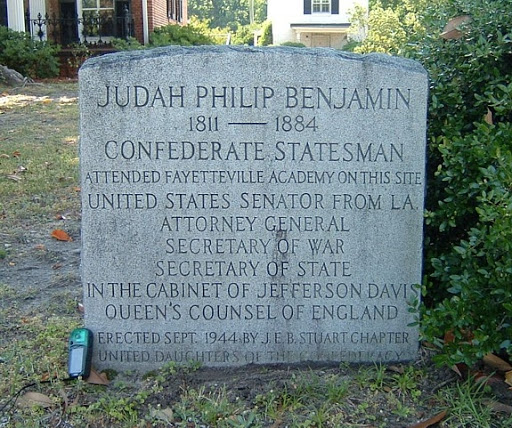 JUDAH PHILIP BENJAMIN
1811 — 1884
CONFEDERATE STATESMAN
ATTENDED FAYETTEVILLE ACADEMY ON THIS SITE
UNITED STATES SENATOR FROM LA.
ATTORNEY GENERAL
SECRETARY OF WAR
SECRETARY OF STATE
IN THE CABINET OF JEFFERSON DAVIS
QUEEN'S COUNSEL OF ENGLAND
ERECTED SEPT. 1944 BY J.E.B. STUART CHAPTER
UNITED DAUGHTERS OF THE CONFEDERACY